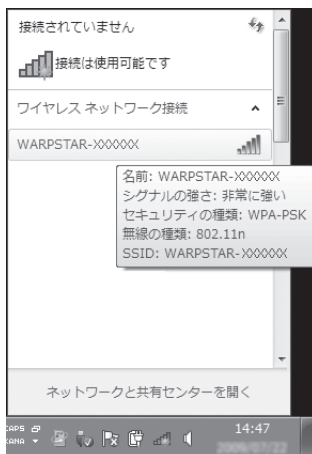 接続されていません
接続は使用可能です
ワイヤレス ネットワーク接続
WARPSTAR-XXXXXX
名前: WARPSTAR-XXXXXX
シグナルの強さ: 非常に強い
セキュリティの種類: WPA-PSK
無線の種類: 802.11n
SSID: WARPSTAR-XXXXXX
ネットワークと共有センターを開く
CAPS
KANA
14:47